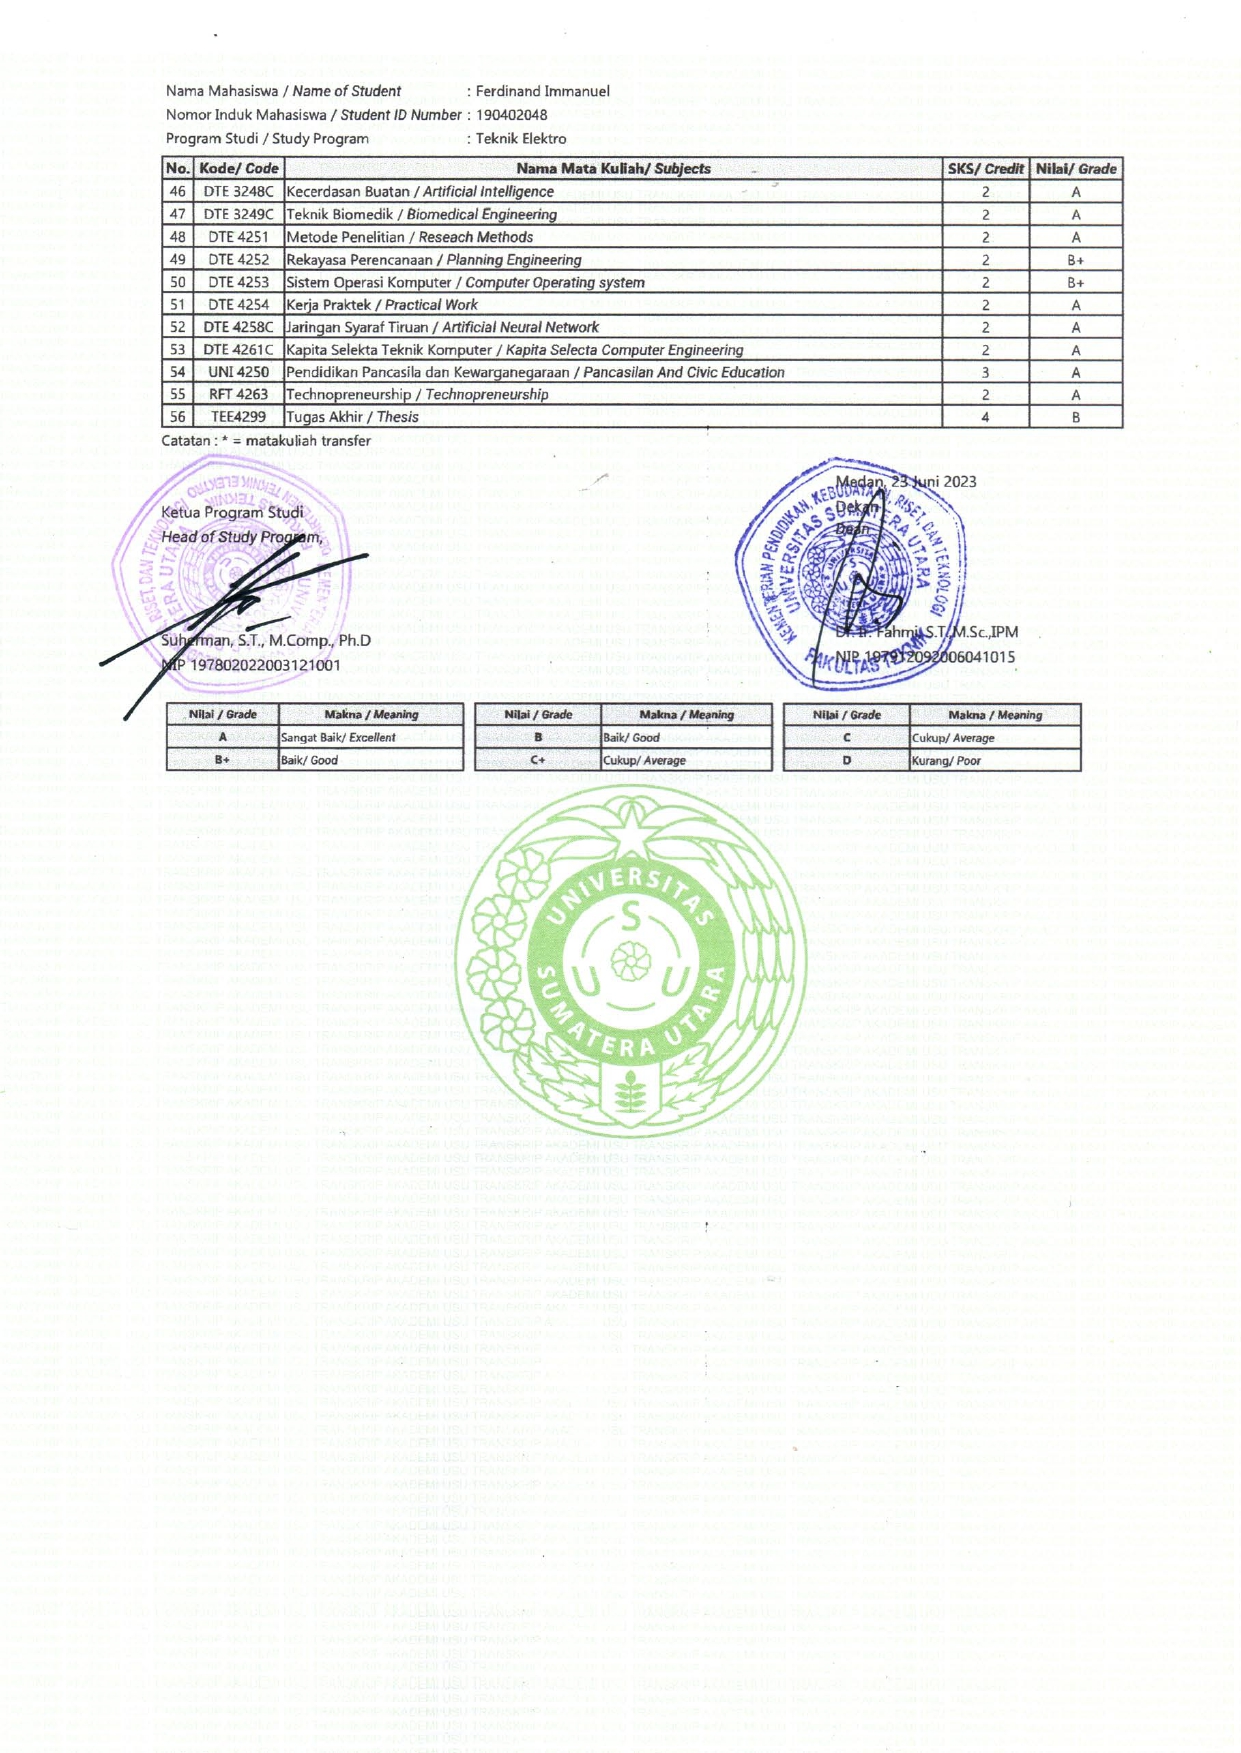 Nama Mahasiswa / Name of Student : Ferdinand Immanuel
Nomor Induk Mahasiswa / Student ID Number : 190402048
Program Studi / Study Program : Teknik Elektro
No. Kode/ Code Nama Mata Kuliah/ Subjects SKS/ Credit Nilai/ Grade
46 DTE 3248C Kecerdasan Buatan / Artificial Intelligence 2 A
47 DTE 3249C Teknik Biomedik / Biomedical Engineering 2 A
48 DTE 4251 Metode Penelitian / Reseach Methods 2 A
49 DTE 4252 Rekayasa Perencanaan / Planning Engineering 2 B+
50 DTE 4253 Sistem Operasi Komputer / Computer Operating system 2 B+
51 DTE 4254 Kerja Praktek / Practical Work 2 A
52 DTE 4258C Jaringan Syaraf Tiruan / Artificial Neural Network 2 A
53 DTE 4261C Kapita Selekta Teknik Komputer / Kapita Selecta Computer Engineering 2 A
54 UNI 4250 Pendidikan Pancasila dan Kewarganegaraan / Pancasilan And Civic Education 3 A
55 RFT 4263 Technopreneurship / Technopreneurship 2 A
56 TEE4299 Tugas Akhir / Thesis 4 B
Catatan : * = matakuliah transfer
Medan, 23 Juni 2023
Ketua Program Studi Dekan
Head of Study Program, Dean
KEMENTERIAN PENDIDIKAN, KEBUDAYAAN, RISET, DAN TEKNOLOGI
UNIVERSITAS SUMATERA UTARA
FAKULTAS TEKNIK
Suherman, S.T., M.Comp., Ph.D Dr. Ir. Fahmi, S.T.,M.Sc.,IPM
NIP 197802022003121001 NIP 197912092006041015
Nilai / Grade Makna / Meaning Nilai / Grade Makna / Meaning Nilai / Grade Makna / Meaning
A Sangat Baik/ Excellent B Baik/ Good C Cukup/ Average
B+ Baik/ Good C+ Cukup/ Average D Kurang/ Poor
UNIVERSITAS
S
U U
SUMATERA UTARA